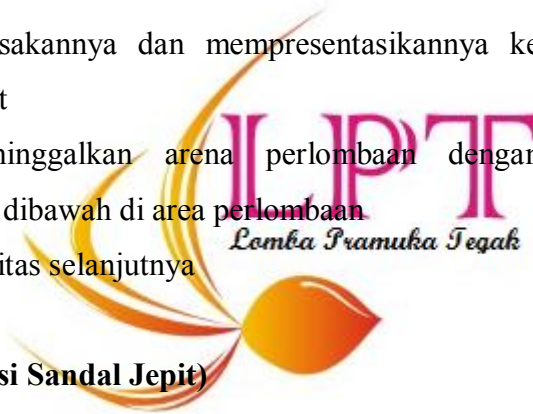 sakannya dan mempresentasikannya ke
t
ninggalkan arena perlombaan dengan
dibawah di area perlombaan
itas selanjutnya
si Sandal Jepit)
LPT
Lomba Pramuka Tegak